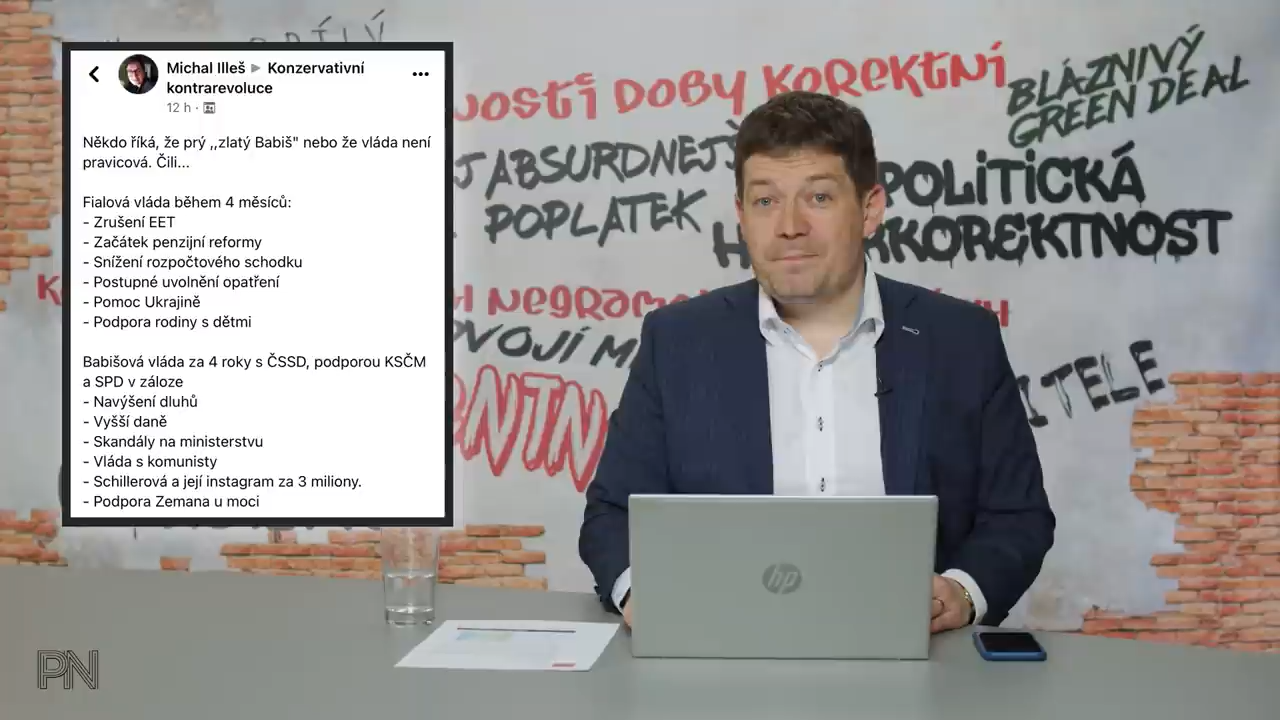 Michal Illeš ▸ Konzervativní
kontrarevoluce
12 h ·
Někdo říká, že prý ,,zlatý Babiš" nebo že vláda není
pravicová. Čili...
Fialová vláda během 4 měsíců:
- Zrušení EET
- Začátek penzijní reformy
- Snížení rozpočtového schodku
- Postupné uvolnění opatření
- Pomoc Ukrajině
- Podpora rodiny s dětmi
Babišová vláda za 4 roky s ČSSD, podporou KSČM
a SPD v záloze
- Navýšení dluhů
- Vyšší daně
- Skandály na ministerstvu
- Vláda s komunisty
- Schillerová a její instagram za 3 miliony.
- Podpora Zemana u moci
DOBY KOREKTNÍ
BLÁZNIVÝ
GREEN DEAL
POPLATEK
POLITICKÁ
hp
PN